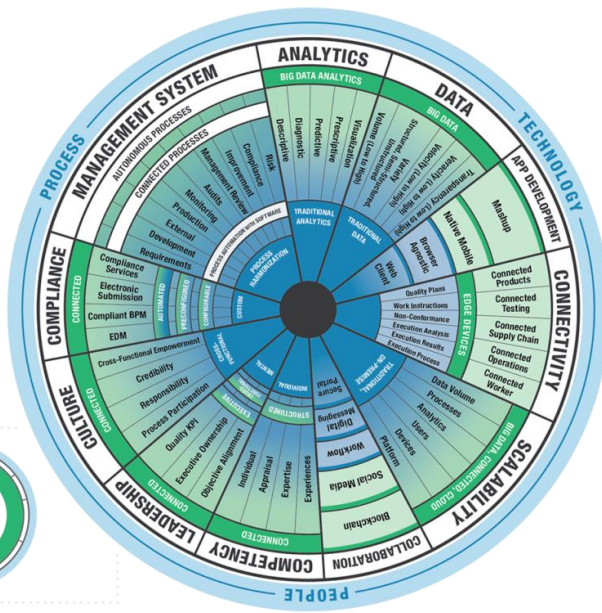 PROCESS
TECHNOLOGY
PEOPLE
MANAGEMENT SYSTEM
AUTONOMOUS PROCESSES
CONNECTED PROCESSES
Risk
Compliance
Improvement
Management Review
Audits
Monitoring
Production
External
Development
Requirements
PROCESS AUTOMATION WITH SOFTWARE
PROCESS HARMONIZATION
ANALYTICS
BIG DATA ANALYTICS
Descriptive
Diagnostic
Predictive
Prescriptive
Visualization
TRADITIONAL
ANALYTICS
DATA
BIG DATA
Volume (Low to High)
Variety
Structured, Semi-Structured,
Unstructured
Velocity (Low to High)
Veracity (Low to High)
Transparency (Low to High)
TRADITIONAL
DATA
APP DEVELOPMENT
Mashup
Native Mobile
Browser
Agnostic
Web
Client
CONNECTIVITY
Connected
Products
Connected
Testing
Connected
Supply Chain
Connected
Operations
Connected
Worker
EDGE DEVICES
Quality Plans
Work Instructions
Non-Conformance
Execution Analysis
Execution Results
Execution Process
SCALABILITY
BIG DATA, CONNECTED, CLOUD
Data Volume
Processes
Analytics
Users
Devices
Platform
TRADITIONAL
ON-PREMISE
COLLABORATION
Blockchain
Social Media
Workflow
Digital
Messaging
Secure
Portal
COMPETENCY
CONNECTED
Individual
Appraisal
Expertise
Experiences
STRUCTURED
INDIVIDUAL
LEADERSHIP
CONNECTED
Quality KPI
Executive Ownership
Objective Alignment
EXECUTIVE
CULTURE
CONNECTED
Cross-Functional Empowerment
Credibility
Responsibility
Process Participation
CROSS-
FUNCTIONAL
COMPLIANCE
CONNECTED
Compliance
Services
Electronic
Submission
Compliant BPM
EDM
AUTOMATED
PRECONFIGURED
CONFIGURABLE
CUSTOM